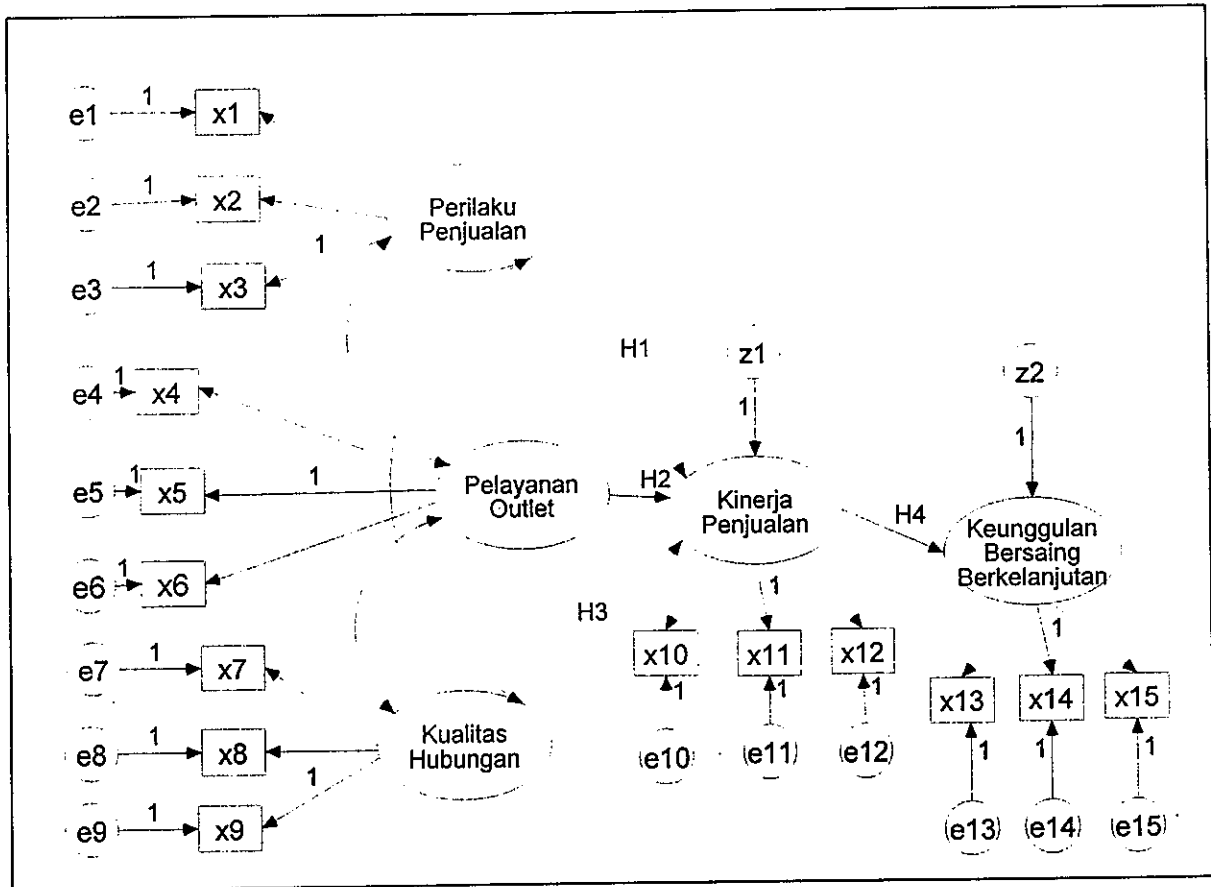 e1 1 x1
e2 1 x2
Perilaku
Penjualan
1
e3 1 x3
H1 z1 z2
e4 1 x4
1 1
e5 1 x5 1
Pelayanan
Outlet
H2
Kinerja
Penjualan
H4
Keunggulan
Bersaing
Berkelanjutan
e6 1 x6
1 1
H3
x10 x11 x12
1 1 1
e7 1 x7
x13 x14 x15
1 1 1
e8 1 x8
Kualitas
Hubungan
1
e10 e11 e12
e9 1 x9
e13 e14 e15